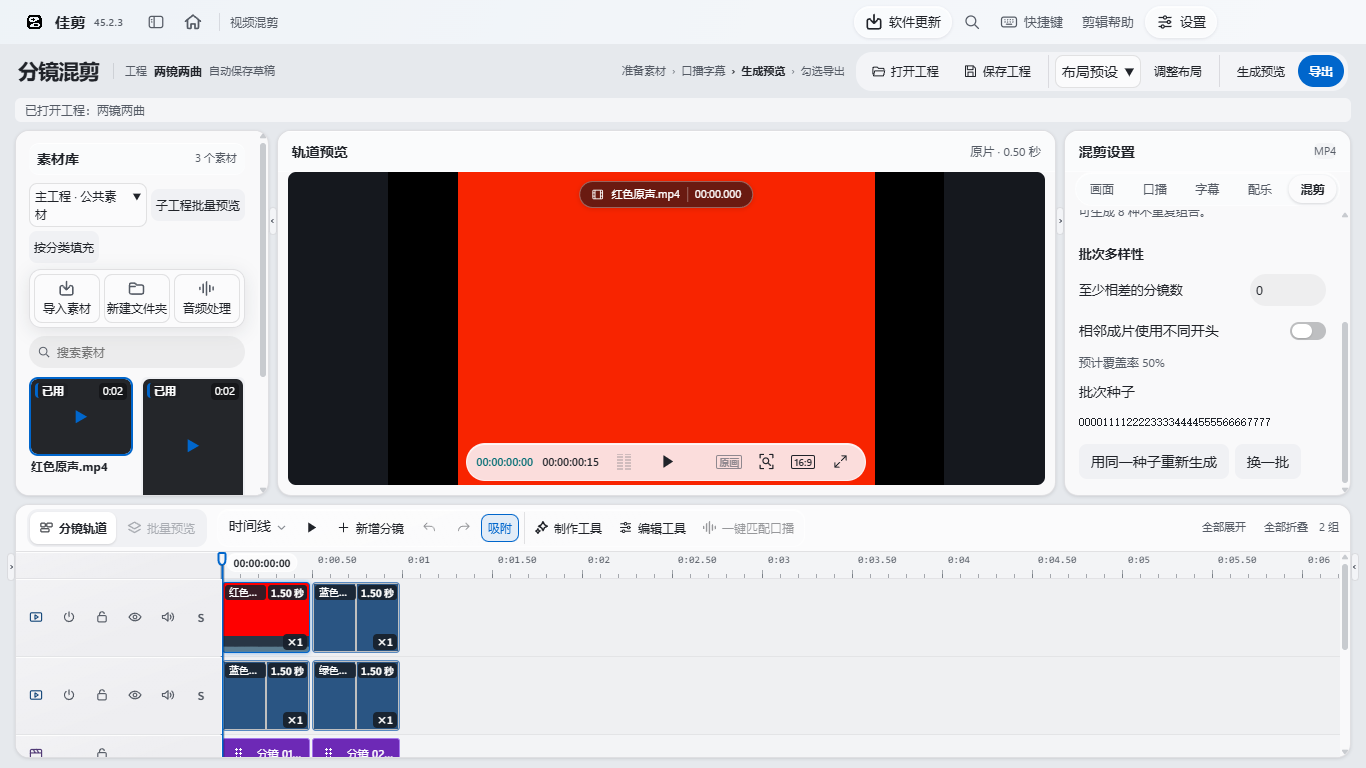 佳剪 45.2.3 视频混剪 软件更新 快捷键 剪辑帮助 设置
分镜混剪 工程 两镜两曲 自动保存草稿 准备素材 › 口播字幕 › 生成预览 › 勾选导出 打开工程 保存工程 布局预设 ▼ 调整布局 生成预览 导出
已打开工程：两镜两曲
素材库 3 个素材
主工程 · 公共素材 ▼
子工程批量预览
按分类填充
导入素材 新建文件夹 音频处理
搜索素材
已用 0:02 已用 0:02
红色原声.mp4
轨道预览 原片 · 0.50 秒
红色原声.mp4 00:00.000
00:00:00:00 00:00:00:15 原画 16:9
混剪设置 MP4
画面 口播 字幕 配乐 混剪
可生成 8 种不重复组合。
批次多样性
至少相差的分镜数 0
相邻成片使用不同开头
预计覆盖率 50%
批次种子
00001111222233334444555566667777
用同一种子重新生成 换一批
分镜轨道 批量预览 时间线 新增分镜 吸附 制作工具 编辑工具 一键匹配口播 全部展开 全部折叠 2 组
00:00:00:00 0:00.50 0:01 0:01.50 0:02 0:02.50 0:03 0:03.50 0:04 0:04.50 0:05 0:05.50 0:06
红色... 1.50 秒 蓝色... 1.50 秒
S
×1 ×1
蓝色... 1.50 秒 绿色... 1.50 秒
S
×1 ×1
分镜 01... 分镜 02...